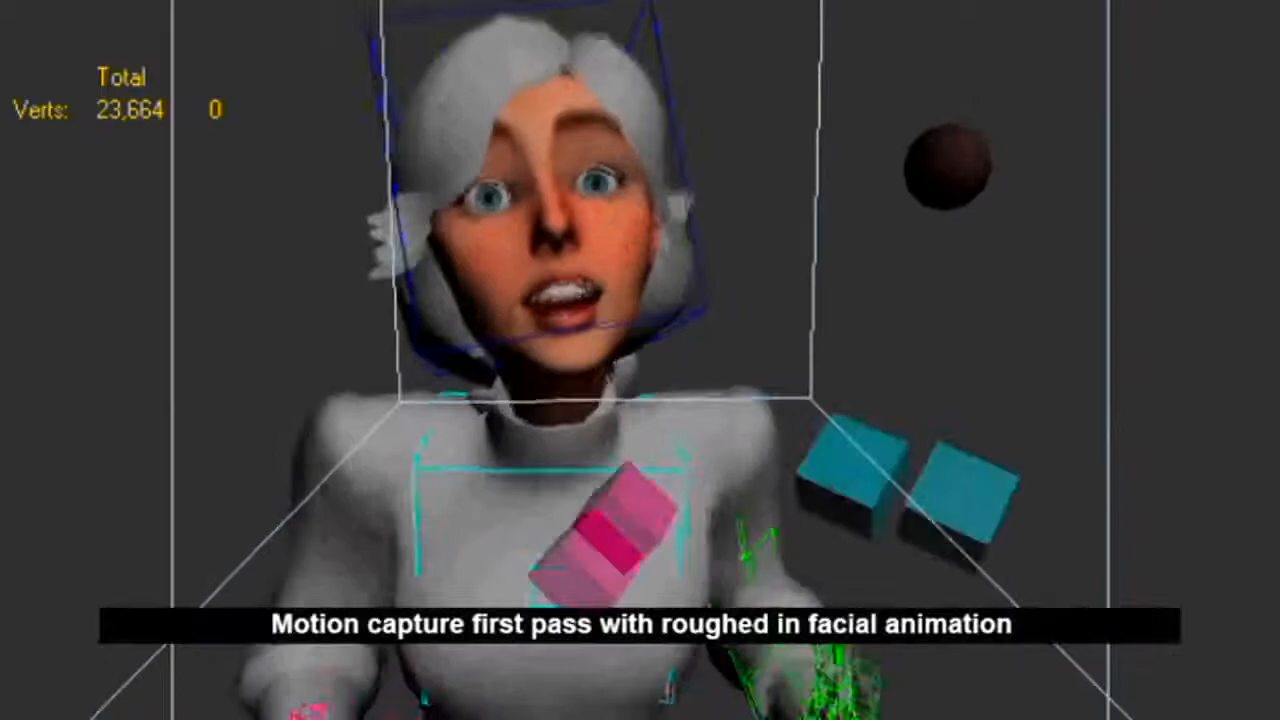 Total
Verts: 23,664 0
Motion capture first pass with roughed in facial animation